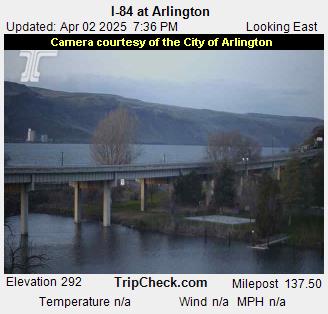 I-84 at Arlington
Updated: Apr 02 2025 7:36 PM Looking East
Camera courtesy of the City of Arlington
Elevation 292 TripCheck.com Milepost 137.50
Temperature n/a Wind n/a MPH n/a